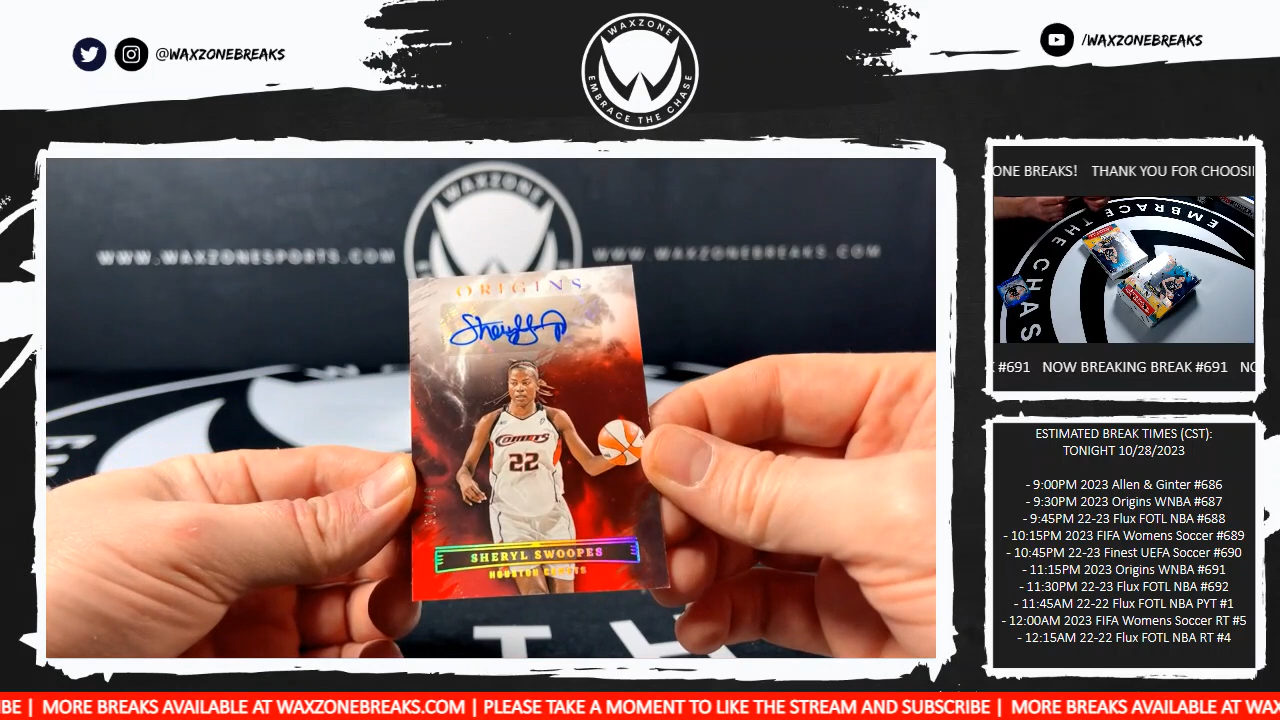 @WAXZONEBREAKS
WAXZONE
EMBRACE THE CHASE
/WAXZONEBREAKS
WAXZONE
WWW.WAXZONESPORTS.COM
WWW.WAXZONEBREAKS.COM
ORIGINS
COMETS
22
SHERYL SWOOPES
HOUSTON COMETS
ONE BREAKS! THANK YOU FOR CHOOSI
EMBRACE THE CHAS
#691 NOW BREAKING BREAK #691 NO
ESTIMATED BREAK TIMES (CST):
TONIGHT 10/28/2023
- 9:00PM 2023 Allen & Ginter #686
- 9:30PM 2023 Origins WNBA #687
- 9:45PM 22-23 Flux FOTL NBA #688
- 10:15PM 2023 FIFA Womens Soccer #689
- 10:45PM 22-23 Finest UEFA Soccer #690
- 11:15PM 2023 Origins WNBA #691
- 11:30PM 22-23 Flux FOTL NBA #692
- 11:45AM 22-22 Flux FOTL NBA PYT #1
- 12:00AM 2023 FIFA Womens Soccer RT #5
- 12:15AM 22-22 Flux FOTL NBA RT #4
BE | MORE BREAKS AVAILABLE AT WAXZONEBREAKS.COM | PLEASE TAKE A MOMENT TO LIKE THE STREAM AND SUBSCRIBE | MORE BREAKS AVAILABLE AT WAX